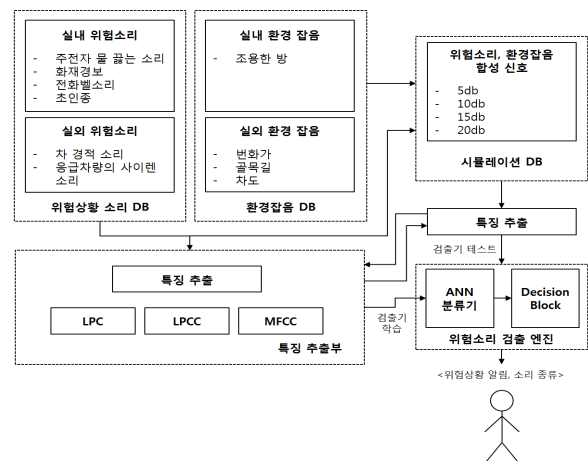 실내 위험소리
- 주전자 물 끓는 소리
- 화재경보
- 전화벨소리
- 초인종
실외 위험소리
- 차 경적 소리
- 응급차량의 사이렌
소리
위험상황 소리 DB
실내 환경 잡음
- 조용한 방
실외 환경 잡음
- 번화가
- 골목길
- 차도
환경잡음 DB
위험소리, 환경잡음
합성 신호
- 5db
- 10db
- 15db
- 20db
시뮬레이션 DB
특징 추출
검출기 테스트
특징 추출
LPC
LPCC
MFCC
특징 추출부
검출기
학습
ANN
분류기
Decision
Block
위험소리 검출 엔진
<위험상황 알림, 소리 종류>